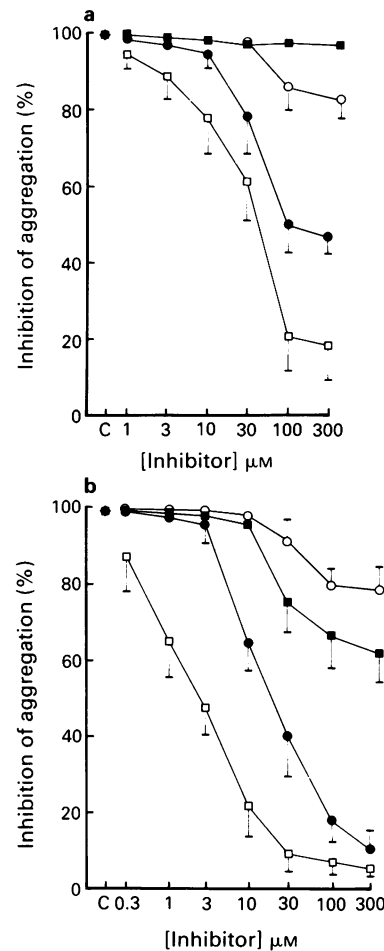 a
100
80
60
40
20
0
Inhibition of aggregation (%)
C 1 3 10 30 100 300
[Inhibitor] μM
b
100
80
60
40
20
0
Inhibition of aggregation (%)
C 0.3 1 3 10 30 100 300
[Inhibitor] μM